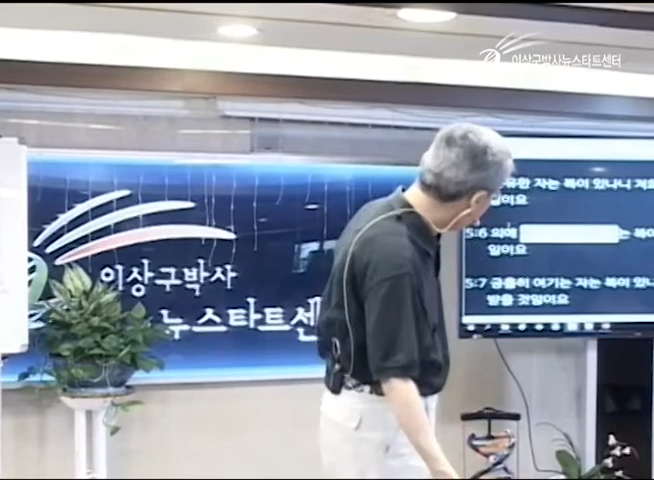 이상구박사뉴스타트센터
유한 자는 복이 있나니 저희
임이요
5:6 의에 는 복이
임이요
5:7 긍휼히 여기는 자는 복이 있나
받을 것임이요
이상구박사
뉴스타트센